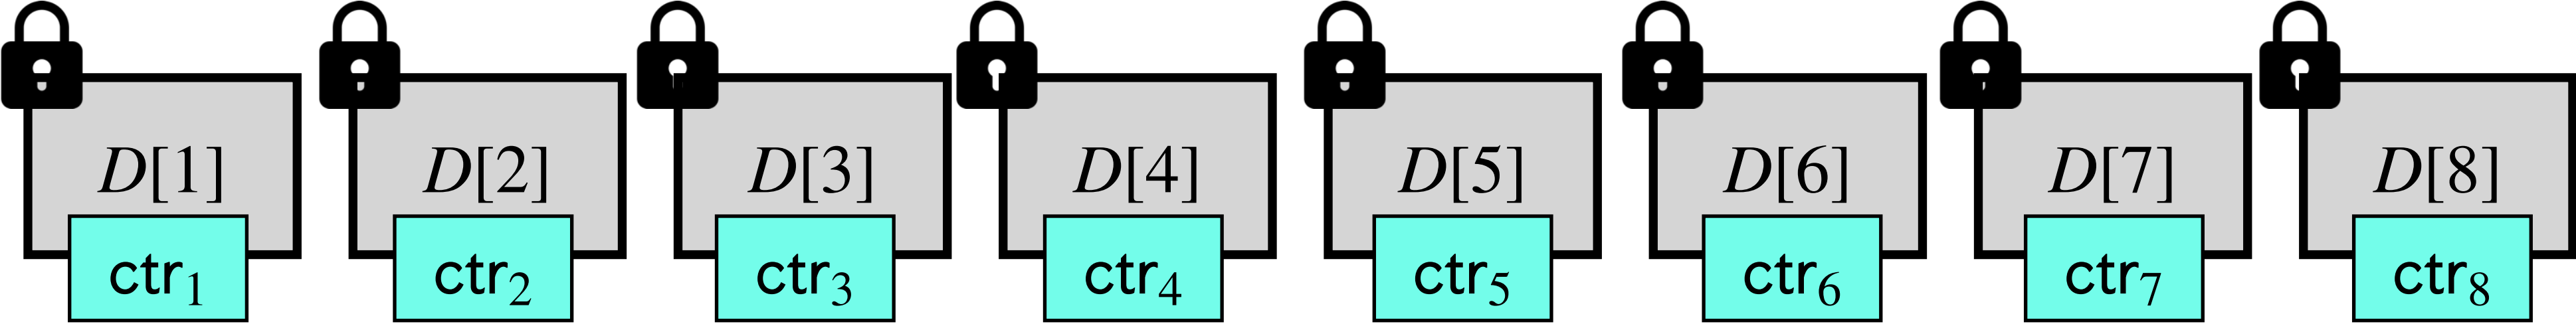 D[1] D[2] D[3] D[4] D[5] D[6] D[7] D[8]
ctr₁ ctr₂ ctr₃ ctr₄ ctr₅ ctr₆ ctr₇ ctr₈